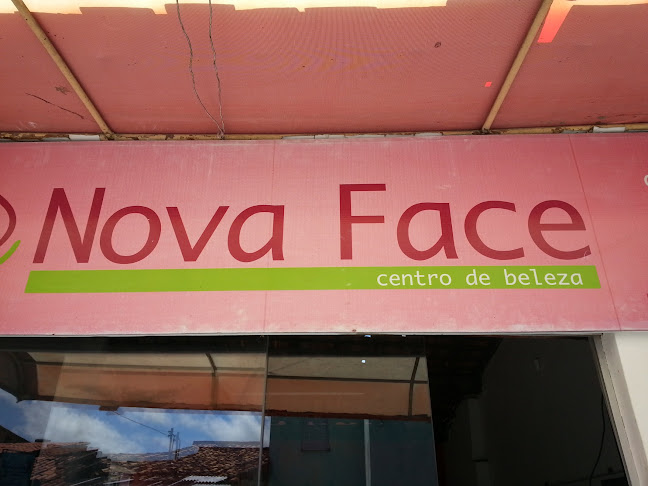 Nova Face
centro de beleza